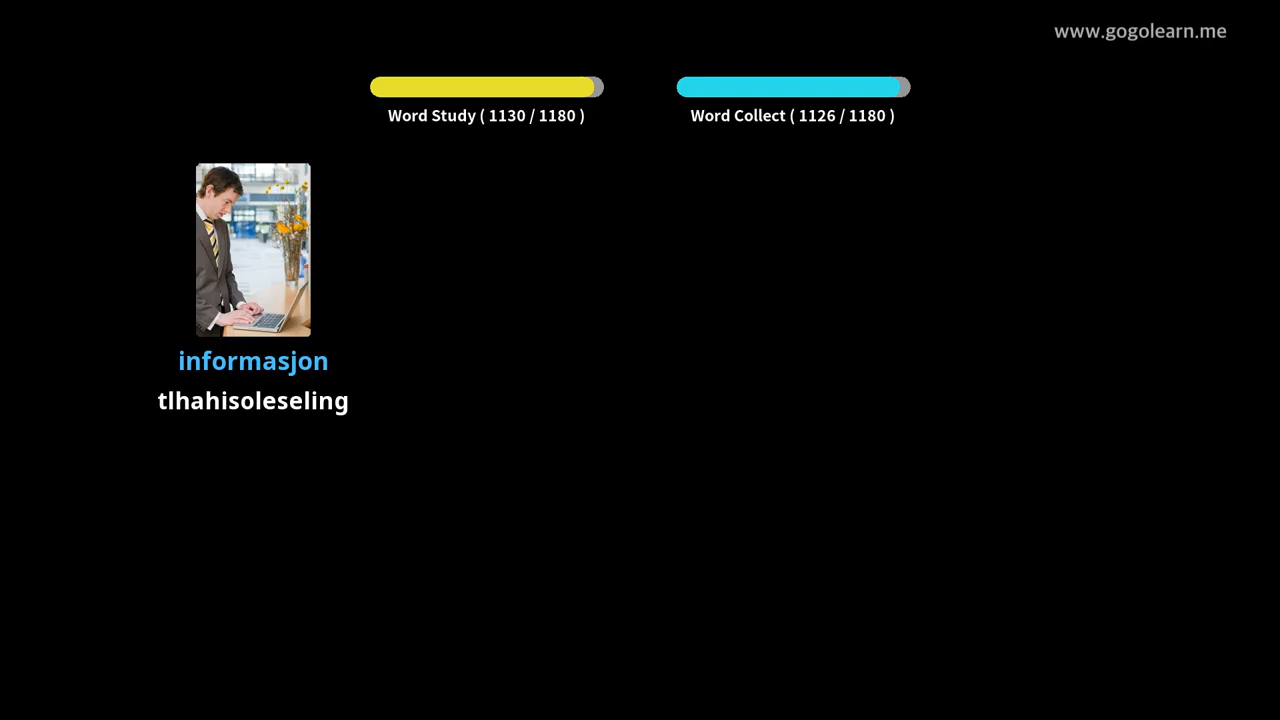 www.gogolearn.me
Word Study ( 1130 / 1180 )
Word Collect ( 1126 / 1180 )
informasjon
tlhahisoleseling